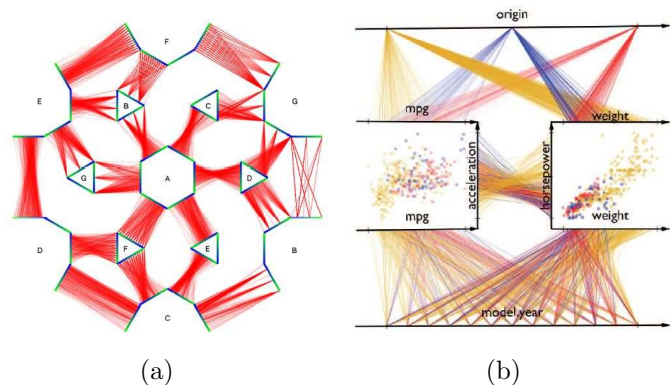 origin
F
E
B
C
G
mpg
weight
A
G
D
acceleration
horsepower
mpg
weight
D
F
E
B
C
model.year
(a)
(b)